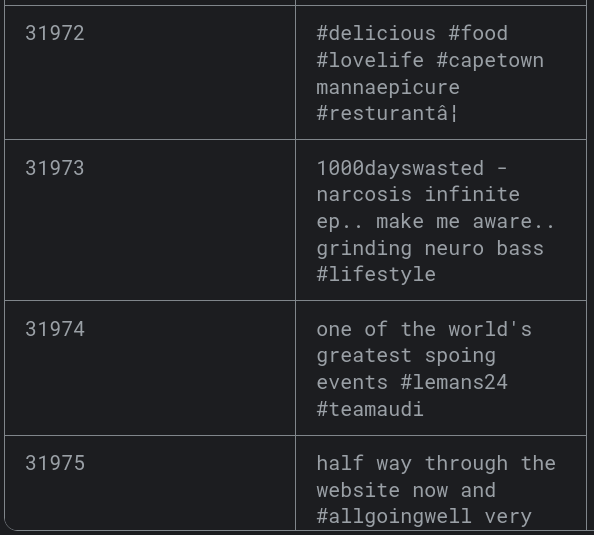 31972
#delicious #food
#lovelife #capetown
mannaepicure
#resturantâ¦
31973
1000dayswasted -
narcosis infinite
ep.. make me aware..
grinding neuro bass
#lifestyle
31974
one of the world's
greatest spoing
events #lemans24
#teamaudi
31975
half way through the
website now and
#allgoingwell very